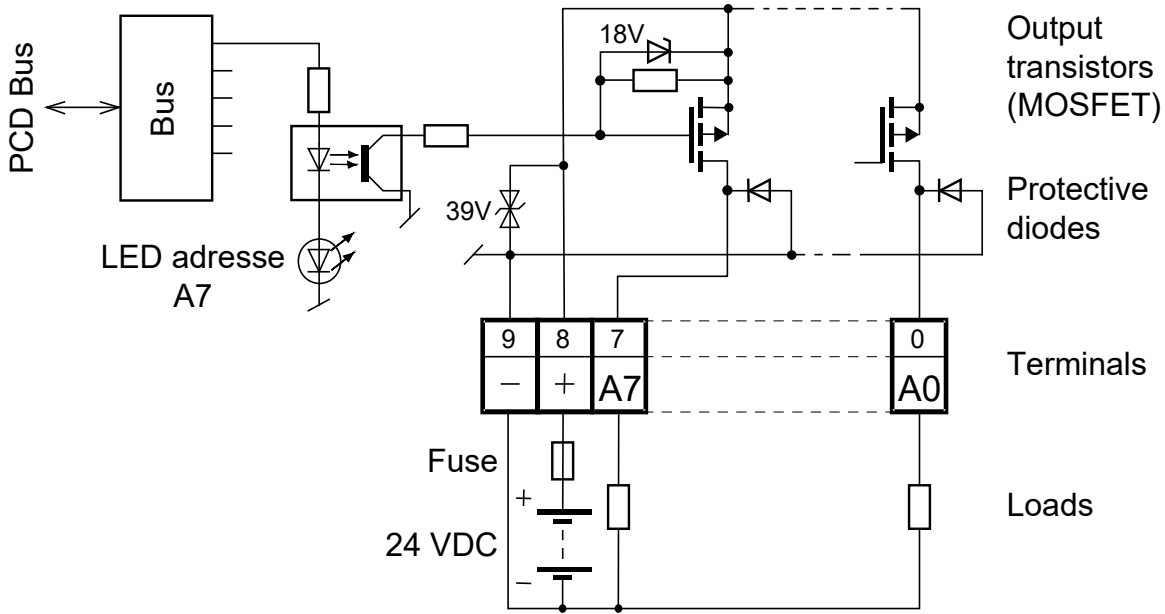 PCD Bus
Bus
18V
Output
transistors
(MOSFET)
39V
Protective
diodes
LED adresse
A7
9 8 7 0
− + A7 A0
Terminals
Fuse
+
24 VDC
−
Loads